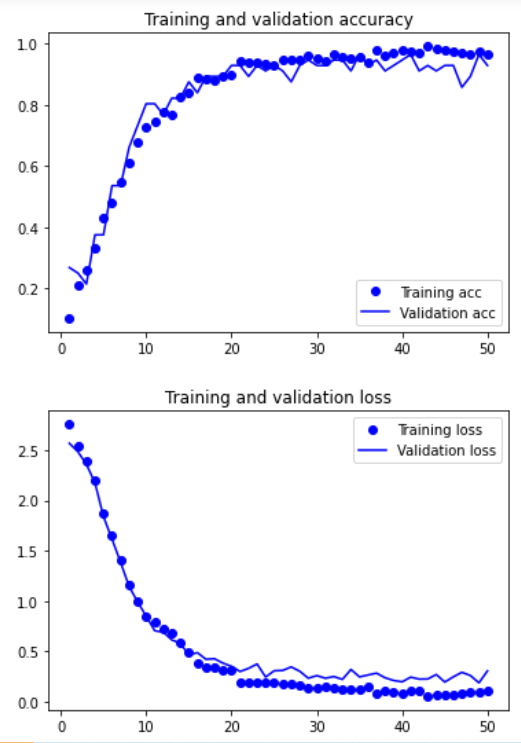 Training and validation accuracy
1.0
0.8
0.6
0.4
0.2
Training acc
Validation acc
0 10 20 30 40 50
Training and validation loss
2.5
2.0
1.5
1.0
0.5
0.0
Training loss
Validation loss
0 10 20 30 40 50